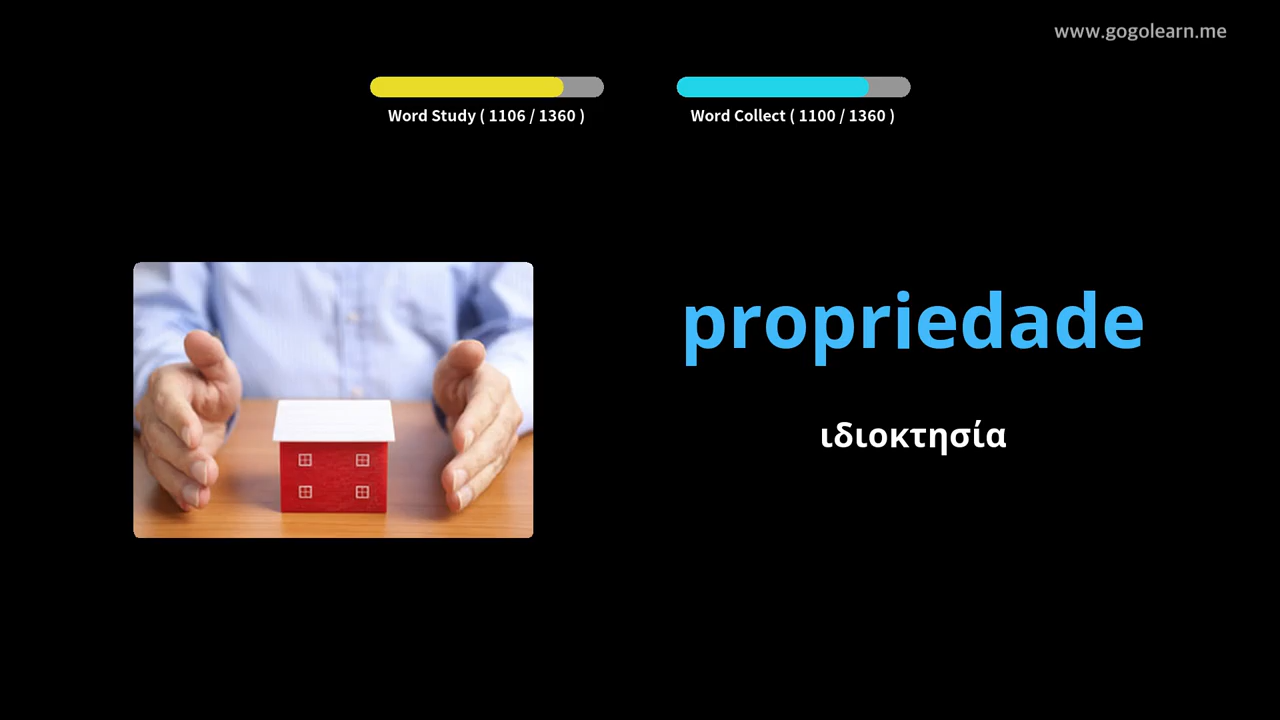 www.gogolearn.me
Word Study ( 1106 / 1360 )
Word Collect ( 1100 / 1360 )
propriedade
ιδιοκτησία